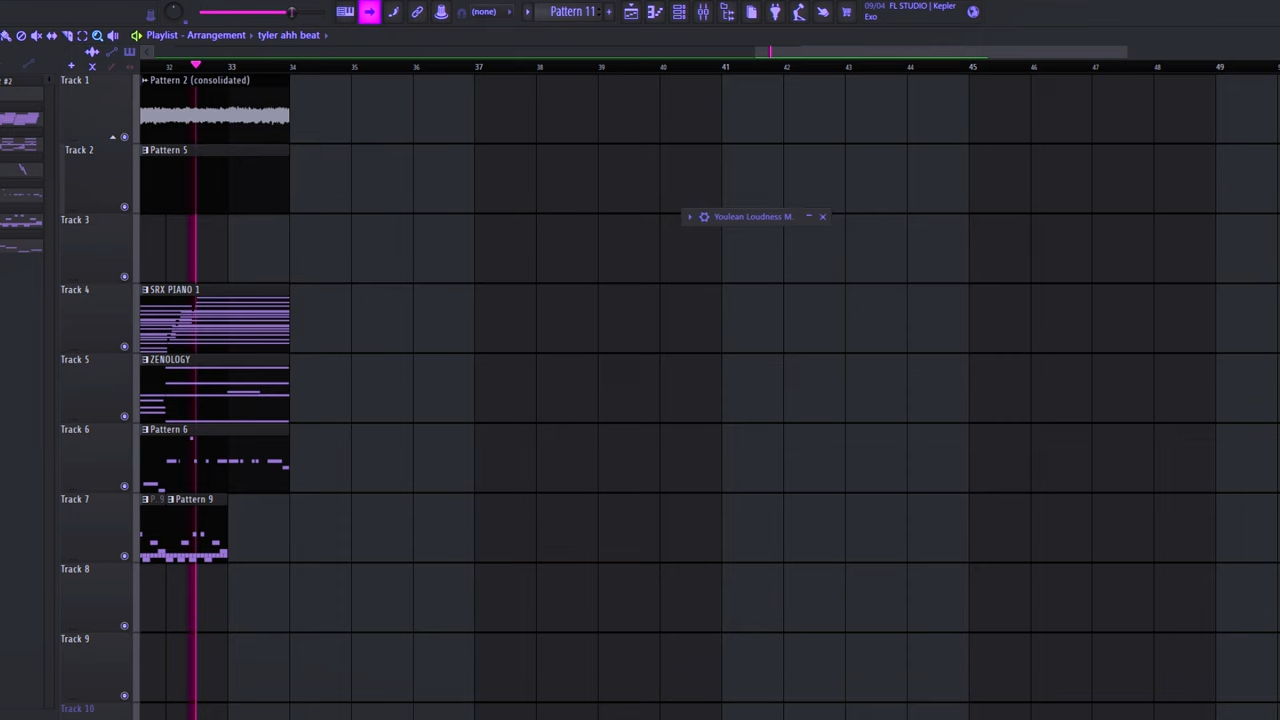 (none)
Pattern 11
09/04 FL STUDIO | Kepler
Exo
Playlist - Arrangement › tyler ahh beat ›
#2
32 33 34 35 36 37 38 39 40 41 42 43 44 45 46 47 48 49
Track 1
Pattern 2 (consolidated)
Track 2
Pattern 5
Track 3
Youlean Loudness M.
Track 4
SRX PIANO 1
Track 5
ZENOLOGY
Track 6
Pattern 6
Track 7
P. 9
Pattern 9
Track 8
Track 9
Track 10